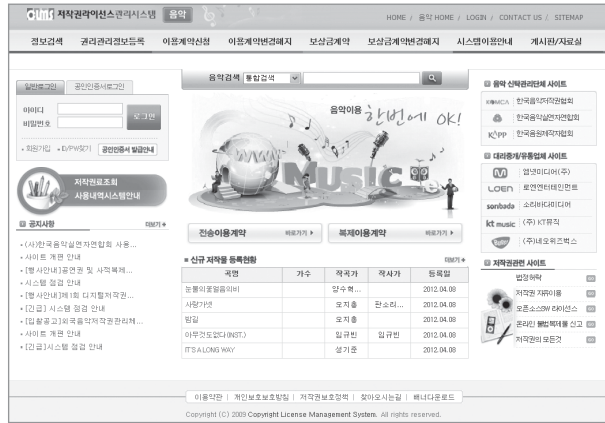 CLMS 저작권라이선스관리시스템 음악
HOME / 음악 HOME / LOGIN / CONTACT US / SITEMAP
정보검색 권리관리정보등록 이용계약신청 이용계약변경해지 보상금계약 보상금계약변경해지 시스템이용안내 게시판/자료실
일반로그인 공인인증서로그인
아이디
비밀번호
로그인
회원가입 ID/PW찾기 공인인증서 발급안내
저작권료조회
사용내역시스템안내
공지사항 더보기
(사)한국음악실연자연합회 사용...
사이트 개편 안내
[행사안내]공연권 및 사적복제...
시스템 점검 안내
[행사안내]제1회 디지털저작권...
[긴급] 시스템 점검 안내
[입찰공고]외국음악저작권관리체...
사이트 개편 안내
[긴급]시스템 점검 안내
음악검색 통합검색
음악이용 한번에 OK!
WWW
MUSIC
전송이용계약 바로가기
복제이용계약 바로가기
신규 저작물 등록현황 더보기
곡명 가수 작곡가 작사가 등록일
눈물의꽃얼음의비 양수혁... 2012.04.08
사랑가넷 오지총 판소리... 2012.04.08
밤길 오지총 2012.04.08
아무것도없다(INST.) 임규빈 임규빈 2012.04.08
IT'S A LONG WAY 성기준 2012.04.08
음악 신탁관리단체 사이트
KOMCA 한국음악저작권협회
한국음악실연자연합회
KAPP 한국음원제작자협회
대리중개/유통업체 사이트
엠넷미디어(주)
LOEN 로엔엔터테인먼트
soribada 소리바다미디어
kt music (주) KT뮤직
(주)네오위즈벅스
저작권관련 사이트
법정허락
저작권 자유이용
오픈소스SW 라이선스
온라인 불법복제물 신고
저작권의 모든것
이용약관 | 개인보호보호방침 | 저작권보호정책 | 찾아오시는길 | 배너다운로드
Copyright (C) 2009 Copyright License Management System. All rights reserved.